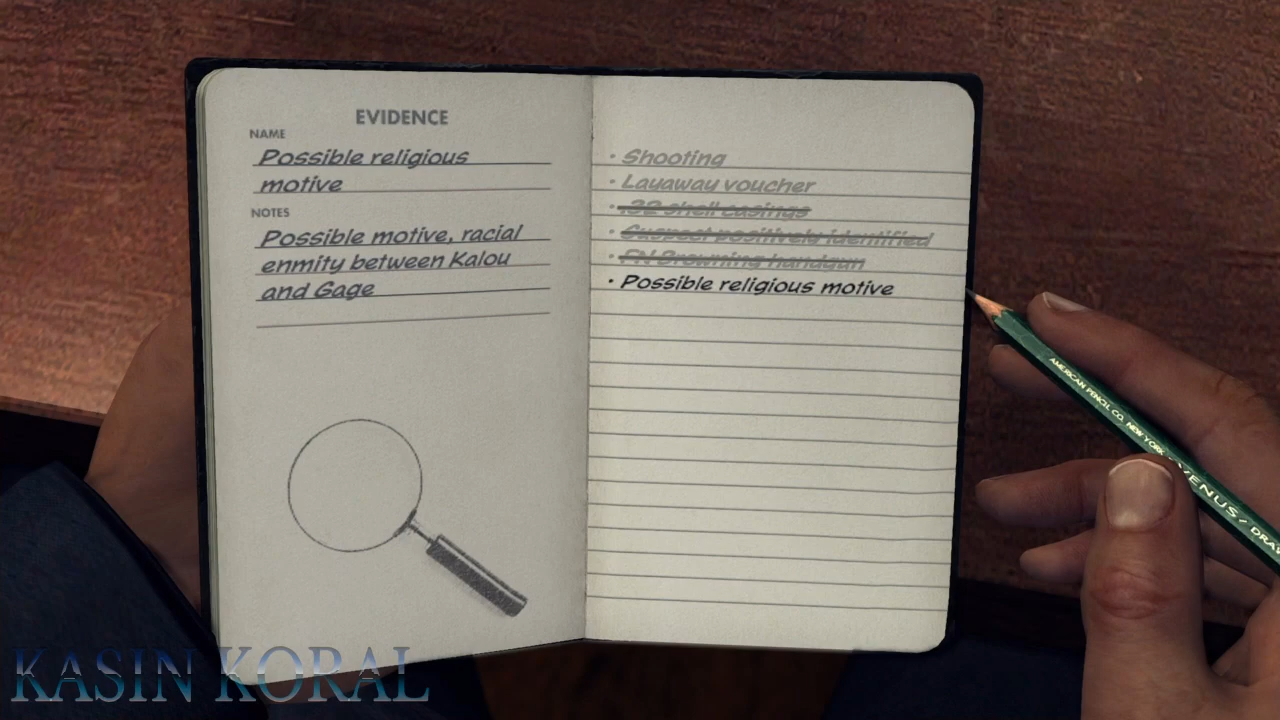 EVIDENCE
NAME
Possible religious
motive
NOTES
Possible motive, racial
enmity between Kalou
and Gage
• Shooting
• Layaway voucher
• .32 shell casings
• Suspect positively identified
• FN Browning handgun
• Possible religious motive
AMERICAN PENCIL CO. NEW YORK
VENUS / DRAW
KASIN KORAL